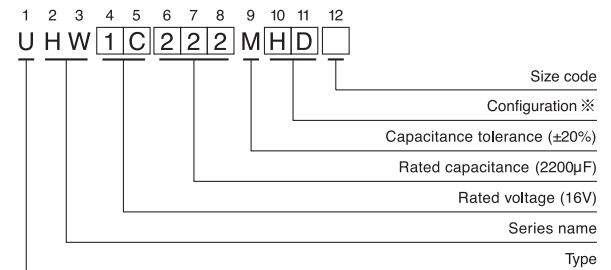 1 2 3 4 5 6 7 8 9 10 11 12
U H W 1 C 2 2 2 M H D
Size code
Configuration ※
Capacitance tolerance (±20%)
Rated capacitance (2200µF)
Rated voltage (16V)
Series name
Type